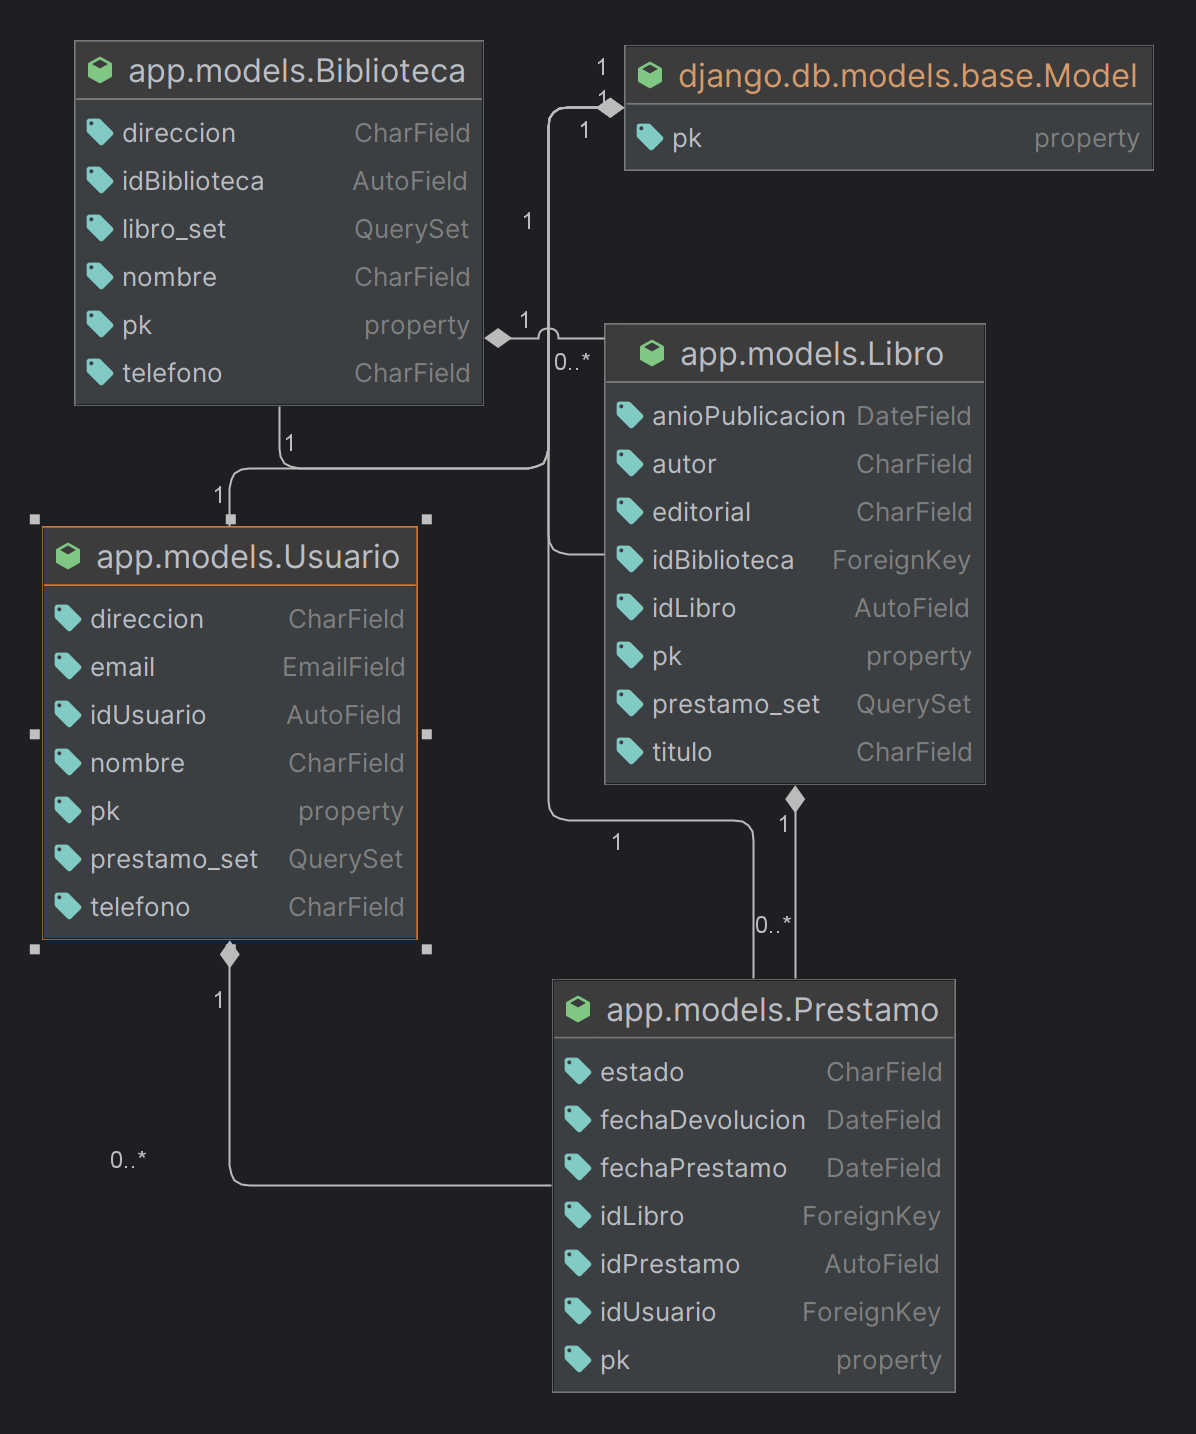 app.models.Biblioteca
direccion CharField
idBiblioteca AutoField
libro_set QuerySet
nombre CharField
pk property
telefono CharField
1
django.db.models.base.Model
1
pk property
1
1
1
0..*
app.models.Libro
anioPublicacion DateField
autor CharField
editorial CharField
idBiblioteca ForeignKey
idLibro AutoField
pk property
prestamo_set QuerySet
titulo CharField
1
1
app.models.Usuario
direccion CharField
email EmailField
idUsuario AutoField
nombre CharField
pk property
prestamo_set QuerySet
telefono CharField
1
1
0..*
1
0..*
app.models.Prestamo
estado CharField
fechaDevolucion DateField
fechaPrestamo DateField
idLibro ForeignKey
idPrestamo AutoField
idUsuario ForeignKey
pk property